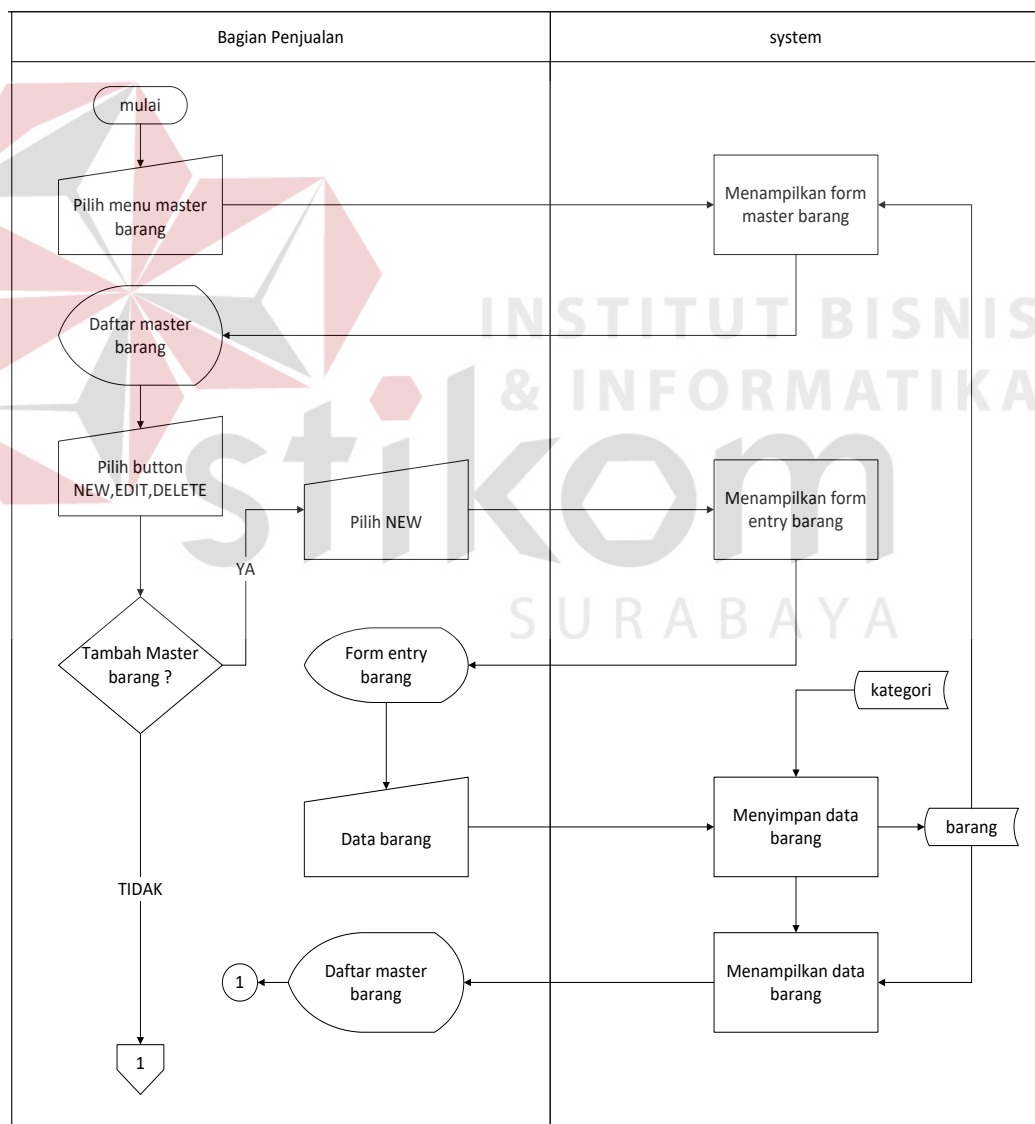 Bagian Penjualan
system
mulai
Pilih menu master
barang
Menampilkan form
master barang
Daftar master
barang
INSTITUT BISNIS
& INFORMATIKA
stikom
SURABAYA
Pilih button
NEW,EDIT,DELETE
Pilih NEW
Menampilkan form
entry barang
YA
Tambah Master
barang ?
Form entry
barang
kategori
Data barang
Menyimpan data
barang
barang
TIDAK
1
Daftar master
barang
Menampilkan data
barang
1